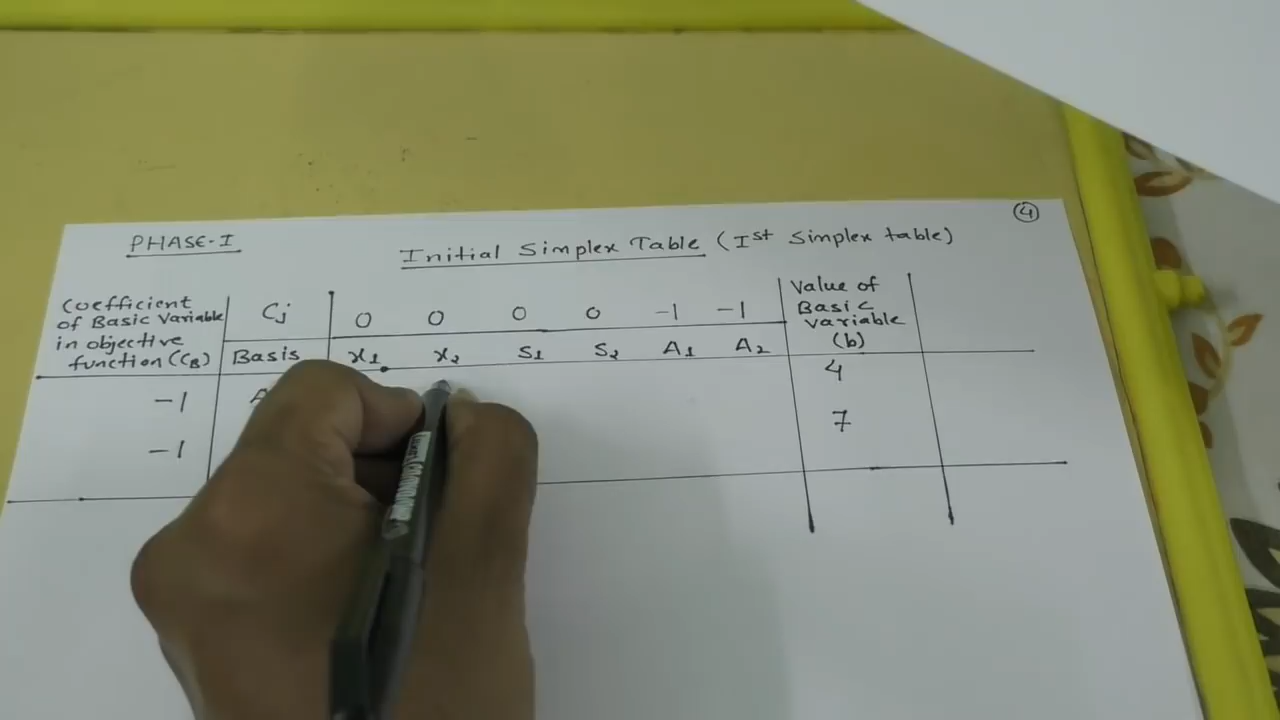 ④
PHASE-I
Initial Simplex Table (Ist Simplex table)
Coefficient
of Basic Variable
in objective
function (CB)
Cj 0 0 0 0 -1 -1
Value of
Basic
variable
(b)
Basis x1 x2 S1 S2 A1 A2
-1 A 4
-1 7